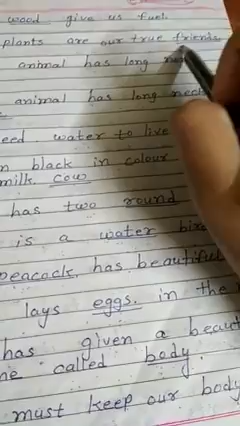 wood give us fuel.
plants are our true friends
animal has long
animal has long neck
eed water to live
n black in colour
milk. cow
has two round
is a water bir
peacock has beautiful
lays eggs. in the
has given a beaut
me called body.
must keep our body